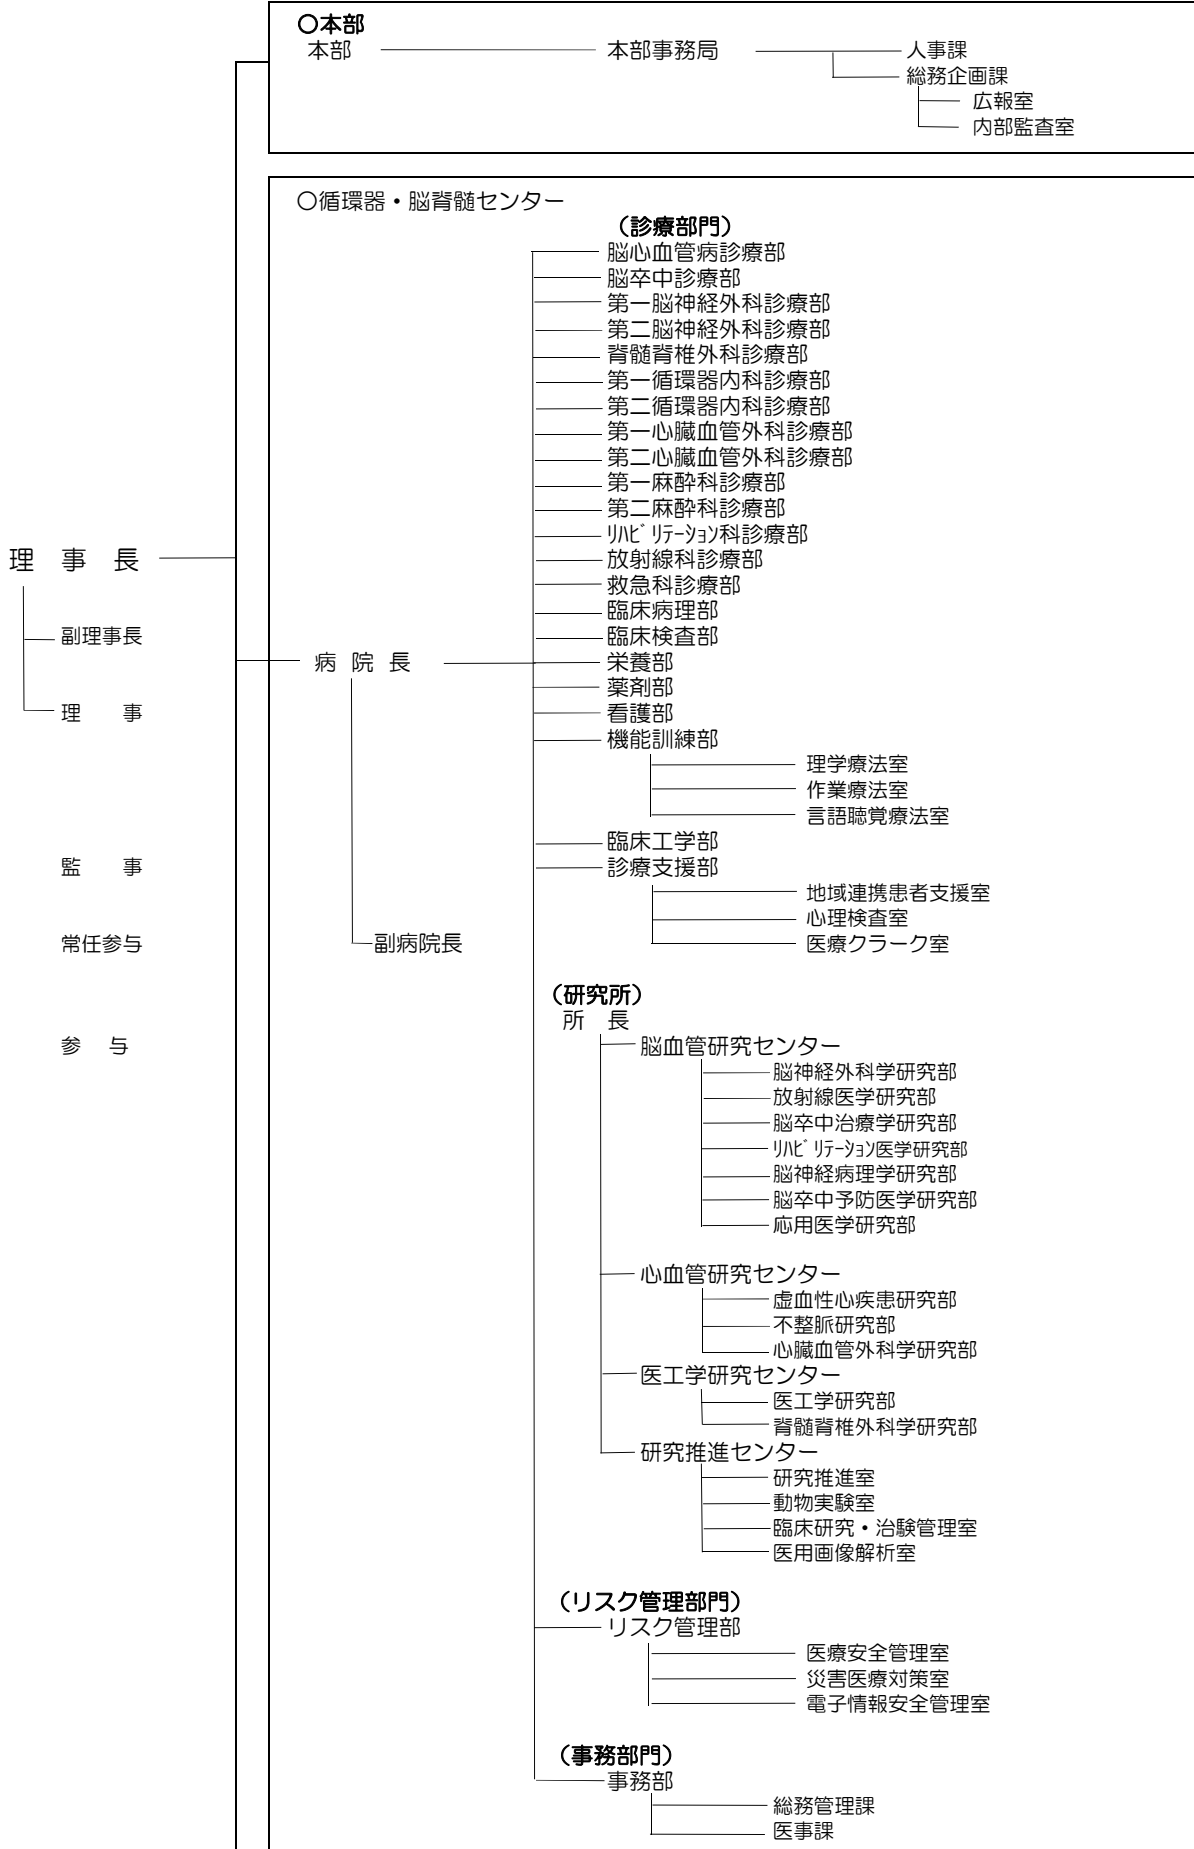 〇本部
本部 本部事務局 人事課
総務企画課
広報室
内部監査室
〇循環器・脳脊髄センター
（診療部門）
脳心血管病診療部
脳卒中診療部
第一脳神経外科診療部
第二脳神経外科診療部
脊髄脊椎外科診療部
第一循環器内科診療部
第二循環器内科診療部
第一心臓血管外科診療部
第二心臓血管外科診療部
第一麻酔科診療部
第二麻酔科診療部
ﾘﾊﾋﾞﾘﾃｰｼｮﾝ科診療部
理 事 長 放射線科診療部
救急科診療部
臨床病理部
副理事長 臨床検査部
病 院 長 栄養部
薬剤部
理 事 看護部
機能訓練部
理学療法室
作業療法室
言語聴覚療法室
臨床工学部
監 事 診療支援部
地域連携患者支援室
心理検査室
常任参与 副病院長 医療クラーク室
（研究所）
所 長
参 与 脳血管研究センター
脳神経外科学研究部
放射線医学研究部
脳卒中治療学研究部
ﾘﾊﾋﾞﾘﾃｰｼｮﾝ医学研究部
脳神経病理学研究部
脳卒中予防医学研究部
応用医学研究部
心血管研究センター
虚血性心疾患研究部
不整脈研究部
心臓血管外科学研究部
医工学研究センター
医工学研究部
脊髄脊椎外科学研究部
研究推進センター
研究推進室
動物実験室
臨床研究・治験管理室
医用画像解析室
（リスク管理部門）
リスク管理部
医療安全管理室
災害医療対策室
電子情報安全管理室
（事務部門）
事務部
総務管理課
医事課